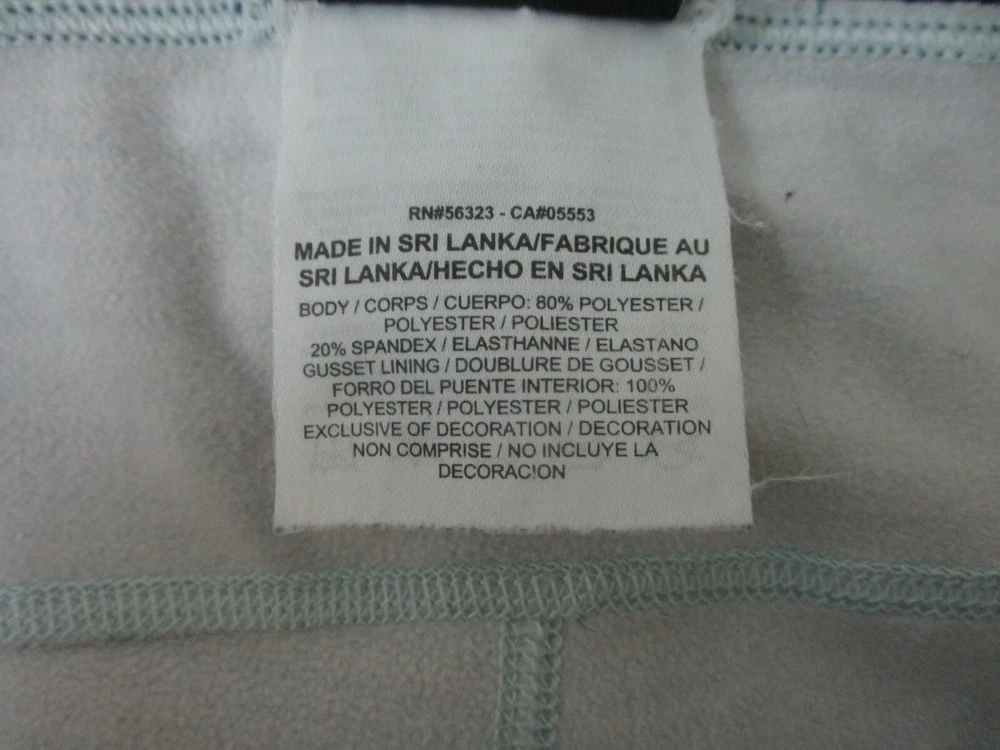 RN#56323 - CA#05553
MADE IN SRI LANKA/FABRIQUE AU
SRI LANKA/HECHO EN SRI LANKA
BODY / CORPS / CUERPO: 80% POLYESTER /
POLYESTER / POLIESTER
20% SPANDEX / ELASTHANNE / ELASTANO
GUSSET LINING / DOUBLURE DE GOUSSET /
FORRO DEL PUENTE INTERIOR: 100%
POLYESTER / POLYESTER / POLIESTER
EXCLUSIVE OF DECORATION / DECORATION
NON COMPRISE / NO INCLUYE LA
DECORAC!ON